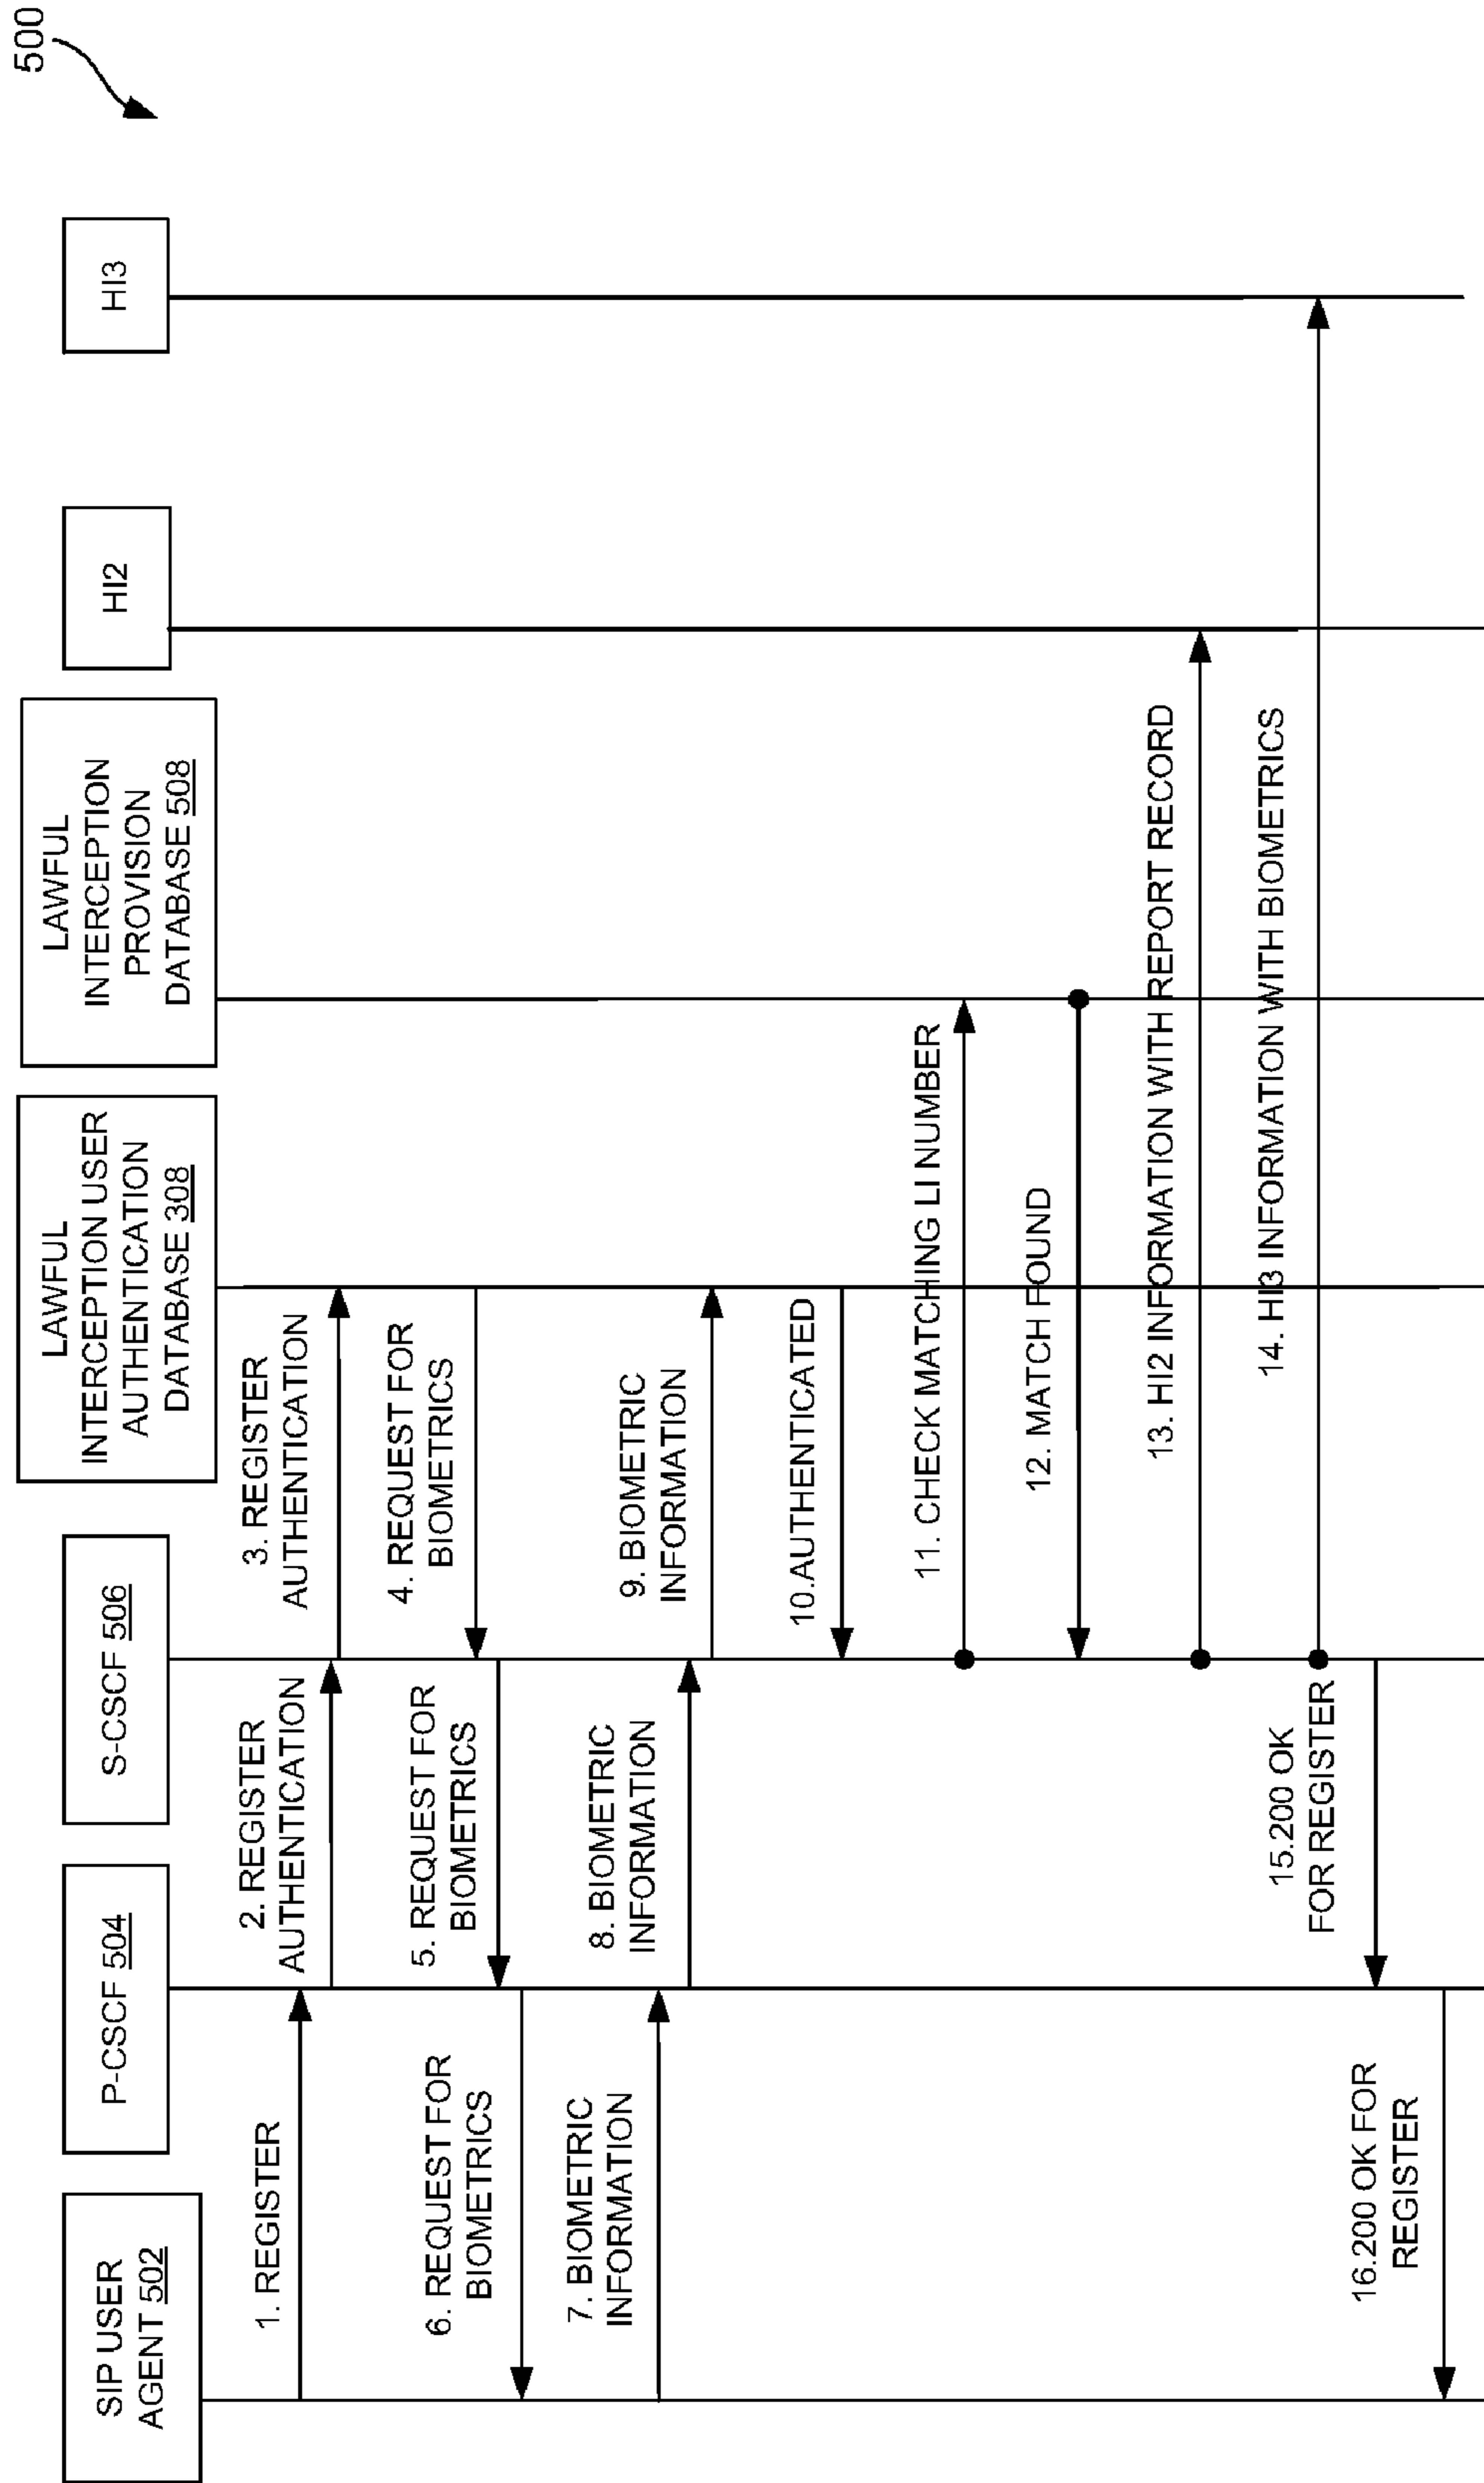 500
SIP USER
AGENT 502
P-CSCF 504
S-CSCF 506
LAWFUL
INTERCEPTION USER
AUTHENTICATION
DATABASE 308
LAWFUL
INTERCEPTION
PROVISION
DATABASE 508
HI2
HI3
1. REGISTER
2. REGISTER
AUTHENTICATION
3. REGISTER
AUTHENTICATION
4. REQUEST FOR
BIOMETRICS
5. REQUEST FOR
BIOMETRICS
6. REQUEST FOR
BIOMETRICS
7. BIOMETRIC
INFORMATION
8. BIOMETRIC
INFORMATION
9. BIOMETRIC
INFORMATION
10.AUTHENTICATED
11. CHECK MATCHING LI NUMBER
12. MATCH FOUND
13. HI2 INFORMATION WITH REPORT RECORD
14. HI3 INFORMATION WITH BIOMETRICS
15.200 OK
FOR REGISTER
16.200 OK FOR
REGISTER